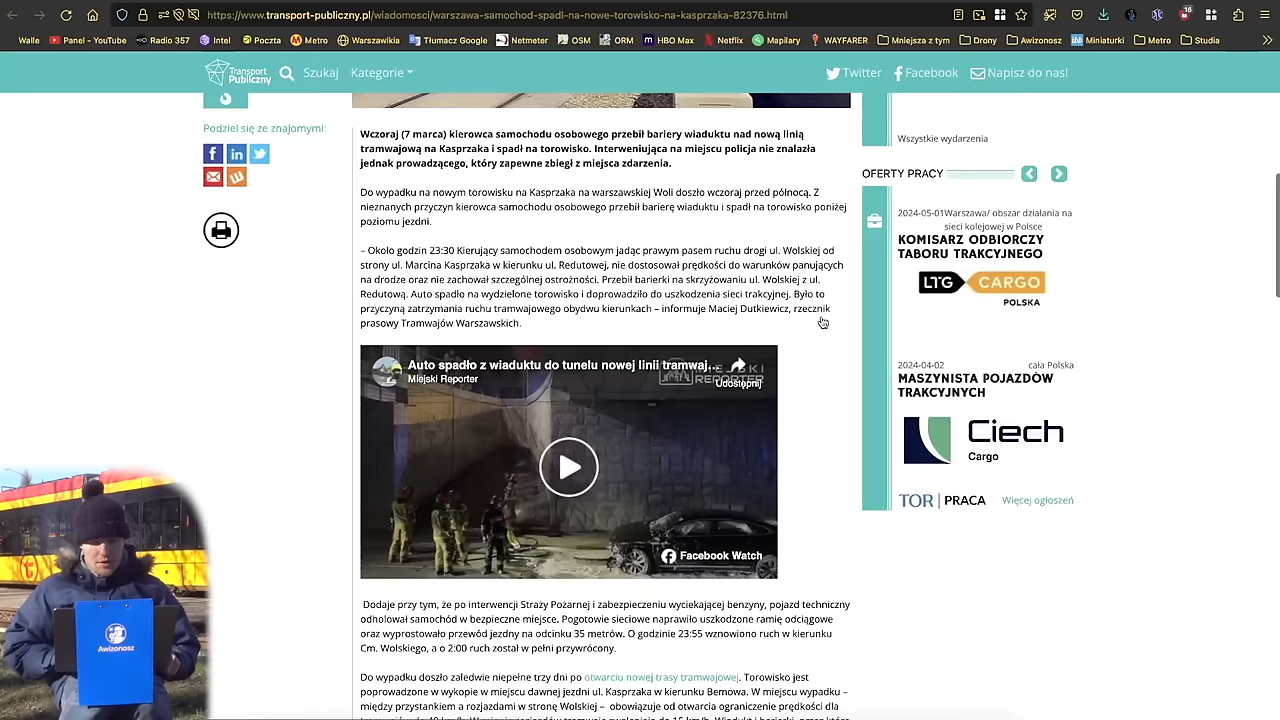 https://www.transport-publiczny.pl/wiadomosci/warszawa-samochod-spadl-na-nowe-torowisko-na-kasprzaka-82376.html
16
Walle Panel - YouTube Radio 357 Intel Poczta Metro Warszawikia Tłumacz Google Netmeter OSM ORM HBO Max Netflix Mapilary WAYFARER Mniejsza z tym Drony Awizonosz Miniaturki Metro Studia
Transport Publiczny Szukaj Kategorie Twitter Facebook Napisz do nas!
Podziel się ze znajomymi:
Wczoraj (7 marca) kierowca samochodu osobowego przebił bariery wiaduktu nad nową linią
tramwajową na Kasprzaka i spadł na torowisko. Interweniująca na miejscu policja nie znalazła
jednak prowadzącego, który zapewne zbiegł z miejsca zdarzenia.
Do wypadku na nowym torowisku na Kasprzaka na warszawskiej Woli doszło wczoraj przed północą. Z
nieznanych przyczyn kierowca samochodu osobowego przebił barierę wiaduktu i spadł na torowisko poniżej
poziomu jezdni.
– Około godzin 23:30 Kierujący samochodem osobowym jadąc prawym pasem ruchu drogi ul. Wolskiej od
strony ul. Marcina Kasprzaka w kierunku ul. Redutowej, nie dostosował prędkości do warunków panujących
na drodze oraz nie zachował szczególnej ostrożności. Przebił barierki na skrzyżowaniu ul. Wolskiej z ul.
Redutową. Auto spadło na wydzielone torowisko i doprowadziło do uszkodzenia sieci trakcyjnej. Było to
przyczyną zatrzymania ruchu tramwajowego obydwu kierunkach – informuje Maciej Dutkiewicz, rzecznik
prasowy Tramwajów Warszawskich.
Auto spadło z wiaduktu do tunelu nowej linii tramwaj...
Miejski Reporter
Udostępnij
REPORTER
Facebook Watch
Dodaje przy tym, że po interwencji Straży Pożarnej i zabezpieczeniu wyciekającej benzyny, pojazd techniczny
odholował samochód w bezpieczne miejsce. Pogotowie sieciowe naprawiło uszkodzone ramię odciągowe
oraz wyprostowało przewód jezdny na odcinku 35 metrów. O godzinie 23:55 wznowiono ruch w kierunku
Cm. Wolskiego, a o 2:00 ruch został w pełni przywrócony.
Do wypadku doszło zaledwie niepełne trzy dni po otwarciu nowej trasy tramwajowej. Torowisko jest
poprowadzone w wykopie w miejscu dawnej jezdni ul. Kasprzaka w kierunku Bemowa. W miejscu wypadku –
między przystankiem a rozjazdami w stronę Wolskiej – obowiązuje od otwarcia ograniczenie prędkości dla
Wszystkie wydarzenia
OFERTY PRACY
2024-05-01 Warszawa/ obszar działania na
sieci kolejowej w Polsce
KOMISARZ ODBIORCZY
TABORU TRAKCYJNEGO
LTG CARGO
POLSKA
2024-04-02 cała Polska
MASZYNISTA POJAZDÓW
TRAKCYJNYCH
Ciech
Cargo
TOR PRACA Więcej ogłoszeń
Awizonosz